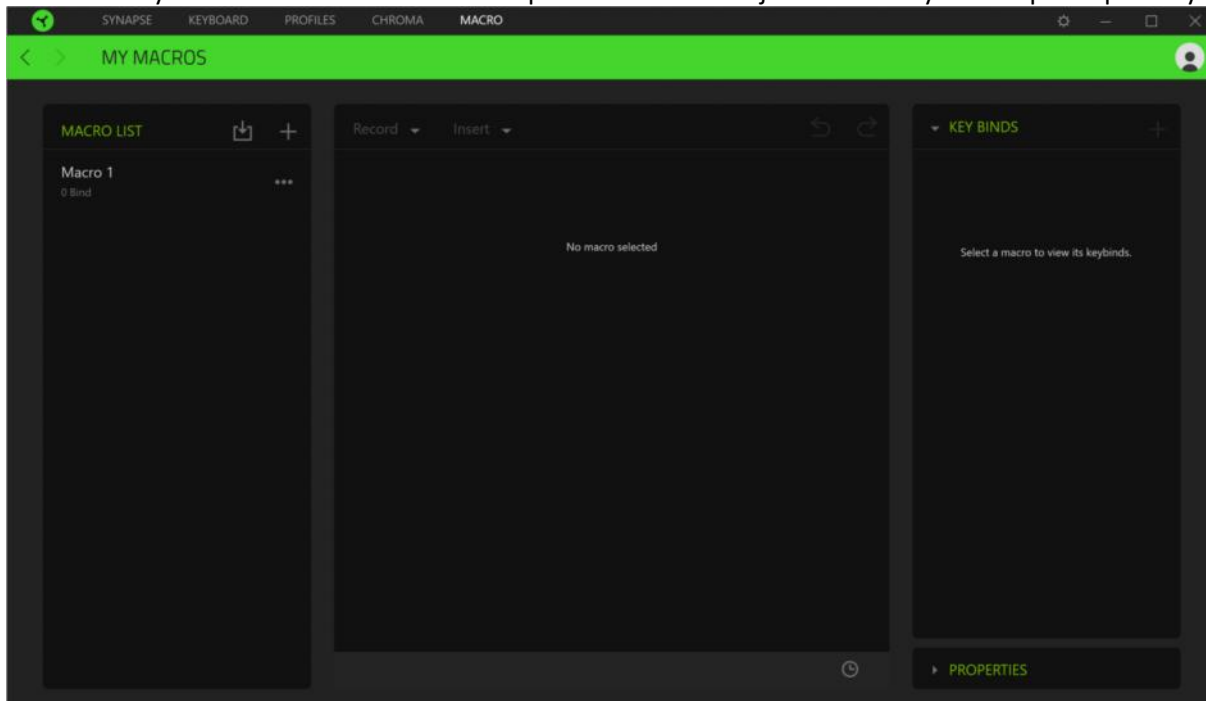 SYNAPSE KEYBOARD PROFILES CHROMA MACRO
MY MACROS
MACRO LIST
Macro 1
0 Bind
Record Insert
No macro selected
KEY BINDS
Select a macro to view its keybinds.
PROPERTIES